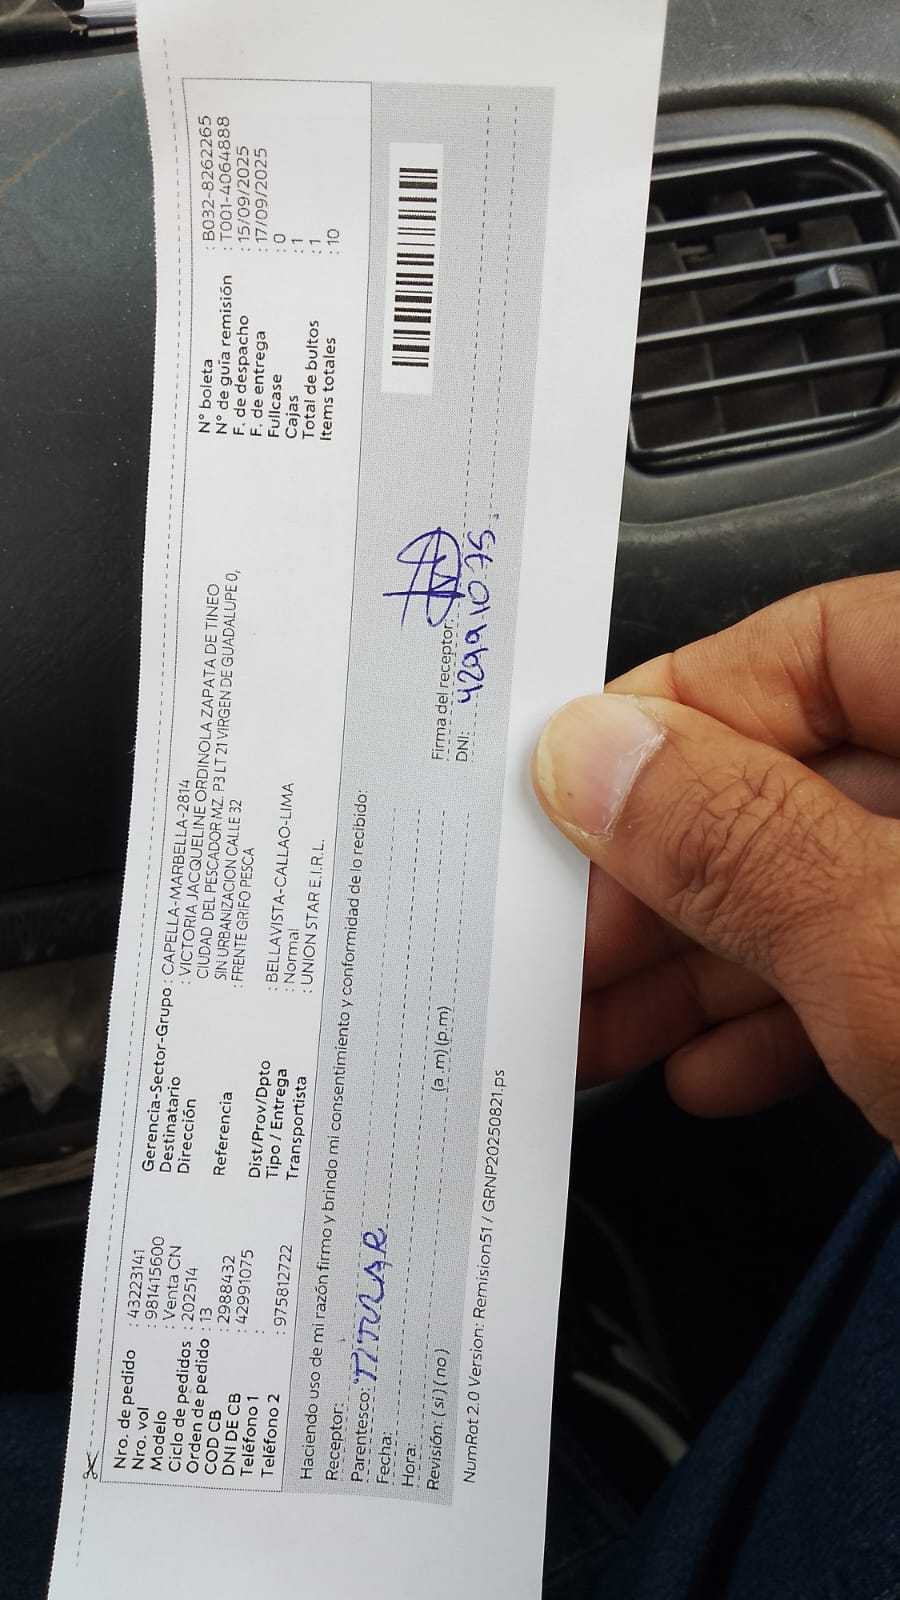 Nro. de pedido : 43223141
Nro. vol : 981415600
Modelo : Venta CN
Ciclo de pedidos : 202514
Orden de pedido : 13
COD CB : 2988432
DNI DE CB : 42991075
Teléfono 1 :
Teléfono 2 : 975812722
Gerencia-Sector-Grupo : CAPELLA-MARBELLA-2814
Destinatario : VICTORIA JACQUELINE ORDINOLA ZAPATA DE TINEO
Dirección CIUDAD DEL PESCADOR MZ. P3 LT 21 VIRGEN DE GUADALUPE 0,
SIN URBANIZACION CALLE 32
Referencia : FRENTE GRIFO PESCA
Dist/Prov/Dpto : BELLAVISTA-CALLAO-LIMA
Tipo / Entrega : Normal
Transportista : UNION STAR E.I.R.L.
N° boleta : B032-8262265
N° de guía remisión : T001-4064888
F. de despacho : 15/09/2025
F. de entrega : 17/09/2025
Fullcase : 0
Cajas : 1
Total de bultos : 1
Items totales : 10
Haciendo uso de mi razón firmo y brindo mi consentimiento y conformidad de lo recibido:
Receptor:
Parentesco: TITULAR
Fecha:
Hora: (a .m) (p.m)
Revisión: ( si ) ( no )
Firma del receptor:
DNI: 42991075
NumRot 2.0 Version: Remision51 / GRNP20250821.ps